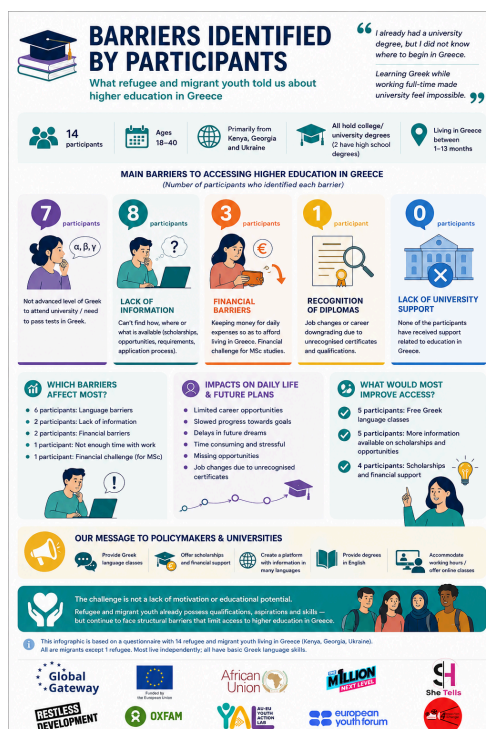 BARRIERS IDENTIFIED
BY PARTICIPANTS
What refugee and migrant youth told us about
higher education in Greece
“ I already had a university
degree, but I did not know
where to begin in Greece.
Learning Greek while
working full-time made
university feel impossible. ”
14
participants
Ages
18–40
Primarily from
Kenya, Georgia
and Ukraine
All hold college/
university degrees
(2 have high school
degrees)
Living in Greece
between
1–13 months
MAIN BARRIERS TO ACCESSING HIGHER EDUCATION IN GREECE
(Number of participants who identified each barrier)
7
participants
α, β, γ
Not advanced level of Greek
to attend university / need
to pass tests in Greek.
8
participants
?
LACK OF
INFORMATION
Can't find how, where or
what is available (scholarships,
opportunities, requirements,
application process).
3
participants
€
FINANCIAL
BARRIERS
Keeping money for daily
expenses so as to afford
living in Greece. Financial
challenge for MSc studies.
1
participant
RECOGNITION
OF DIPLOMAS
Job changes or career
downgrading due to
unrecognised certificates
and qualifications.
0
participants
LACK OF UNIVERSITY
SUPPORT
None of the participants
have received support
related to education in
Greece.
WHICH BARRIERS
AFFECT MOST?
• 6 participants: Language barriers
• 2 participants: Lack of information
• 2 participants: Financial barriers
• 1 participant: Not enough time with work
• 1 participant: Financial challenge (for MSc)
!
IMPACTS ON DAILY LIFE
& FUTURE PLANS
• Limited career opportunities
• Slowed progress towards goals
• Delays in future dreams
• Time consuming and stressful
• Missing opportunities
• Job changes due to unrecognised
certificates
WHAT WOULD MOST
IMPROVE ACCESS?
5 participants: Free Greek
language classes
5 participants: More information
available on scholarships and
opportunities
4 participants: Scholarships
and financial support
OUR MESSAGE TO POLICYMAKERS & UNIVERSITIES
Provide Greek
language classes
Offer scholarships
and financial support
Create a platform
with information in
many languages
Provide degrees
in English
Accommodate
working hours /
offer online classes
The challenge is not a lack of motivation or educational potential.
Refugee and migrant youth already possess qualifications, aspirations and skills —
but continue to face structural barriers that limit access to higher education in Greece.
i
This infographic is based on a questionnaire with 14 refugee and migrant youth living in Greece (Kenya, Georgia, Ukraine).
All are migrants except 1 refugee. Most live independently; all have basic Greek language skills.
Global
Gateway
Funded by
the European Union
African
Union
MILLION
NEXT LEVEL
SH
She Tells
RESTLESS
DEVELOPMENT
OXFAM
YAL
AU-EU
YOUTH
ACTION
LAB
european
youth forum